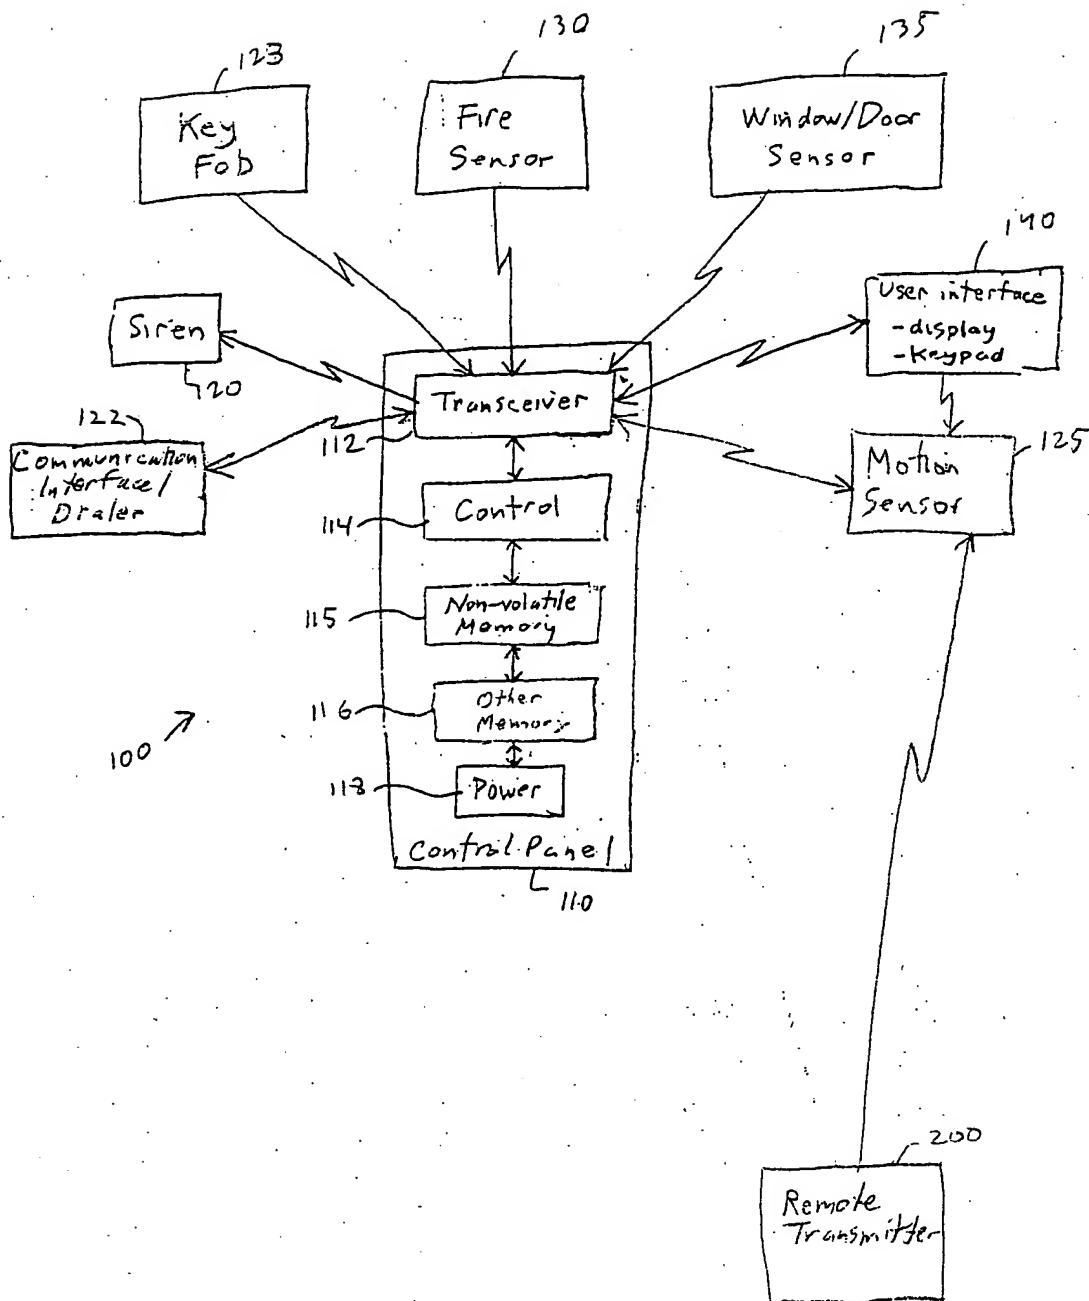 123
130
135
Key
Fob
Fire
Sensor
Window/Door
Sensor
140
User interface
-display
-keypad
Siren
120
Transceiver
112
122
Communication
Interface/
Dialer
125
Motion
Sensor
Control
114
Non-volatile
Memory
115
Other
Memory
116
100
Power
118
Control Panel
110
200
Remote
Transmitter